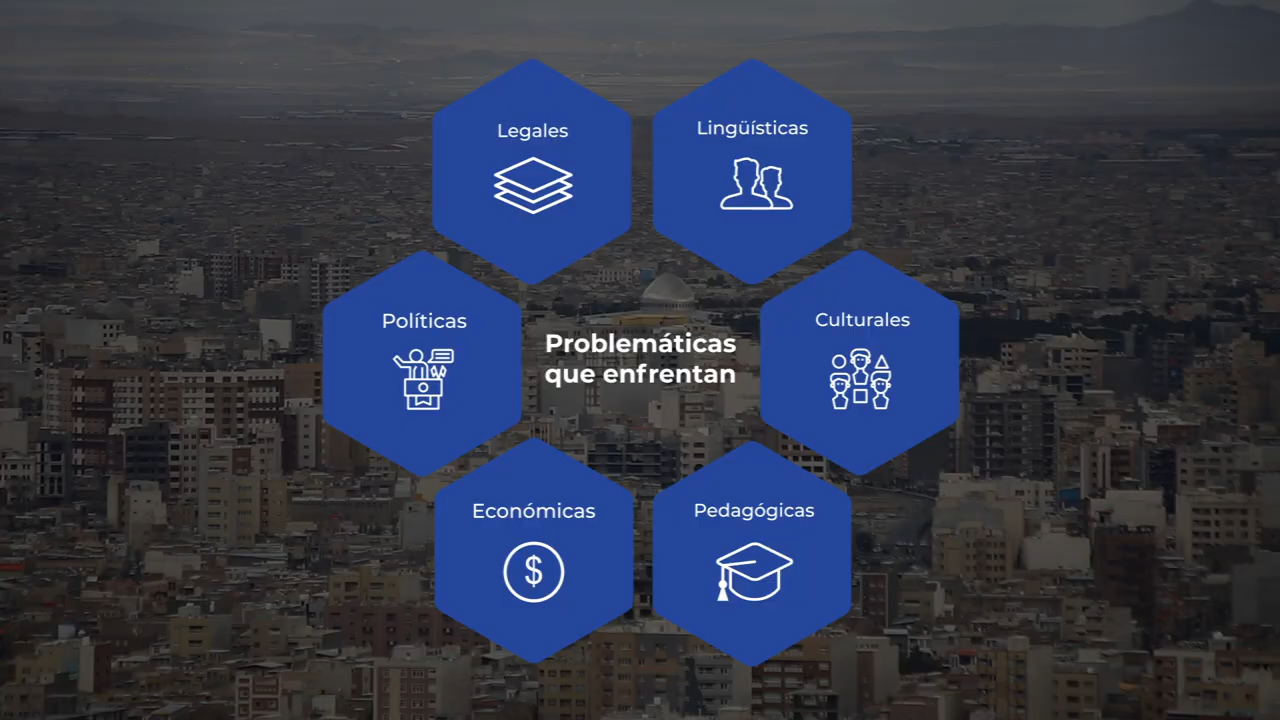 Legales
Lingüísticas
Políticas
Problemáticas
que enfrentan
Culturales
Económicas
$
Pedagógicas